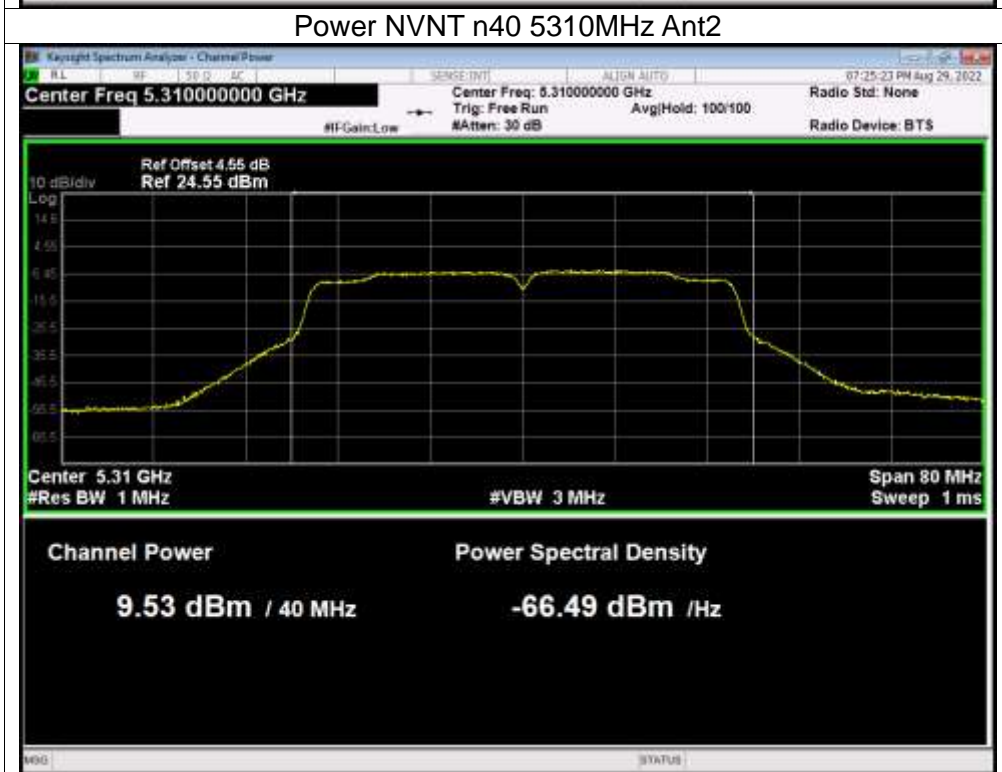 Power NVNT n40 5310MHz Ant2
Keysight Spectrum Analyzer - Channel Power
RL RF 50 Ω AC SENSE:INT ALIGN AUTO 07:25:23 PM Aug 29, 2022
Center Freq 5.310000000 GHz Center Freq: 5.310000000 GHz Radio Std: None
Trig: Free Run Avg|Hold: 100/100
#IFGain:Low #Atten: 30 dB Radio Device: BTS
Ref Offset 4.55 dB
10 dB/div Ref 24.55 dBm
Log
14.5
4.55
-5.45
-15.5
-25.5
-35.5
-45.5
-55.5
-65.5
Center 5.31 GHz Span 80 MHz
#Res BW 1 MHz #VBW 3 MHz Sweep 1 ms
Channel Power Power Spectral Density
9.53 dBm / 40 MHz -66.49 dBm /Hz
MSG STATUS